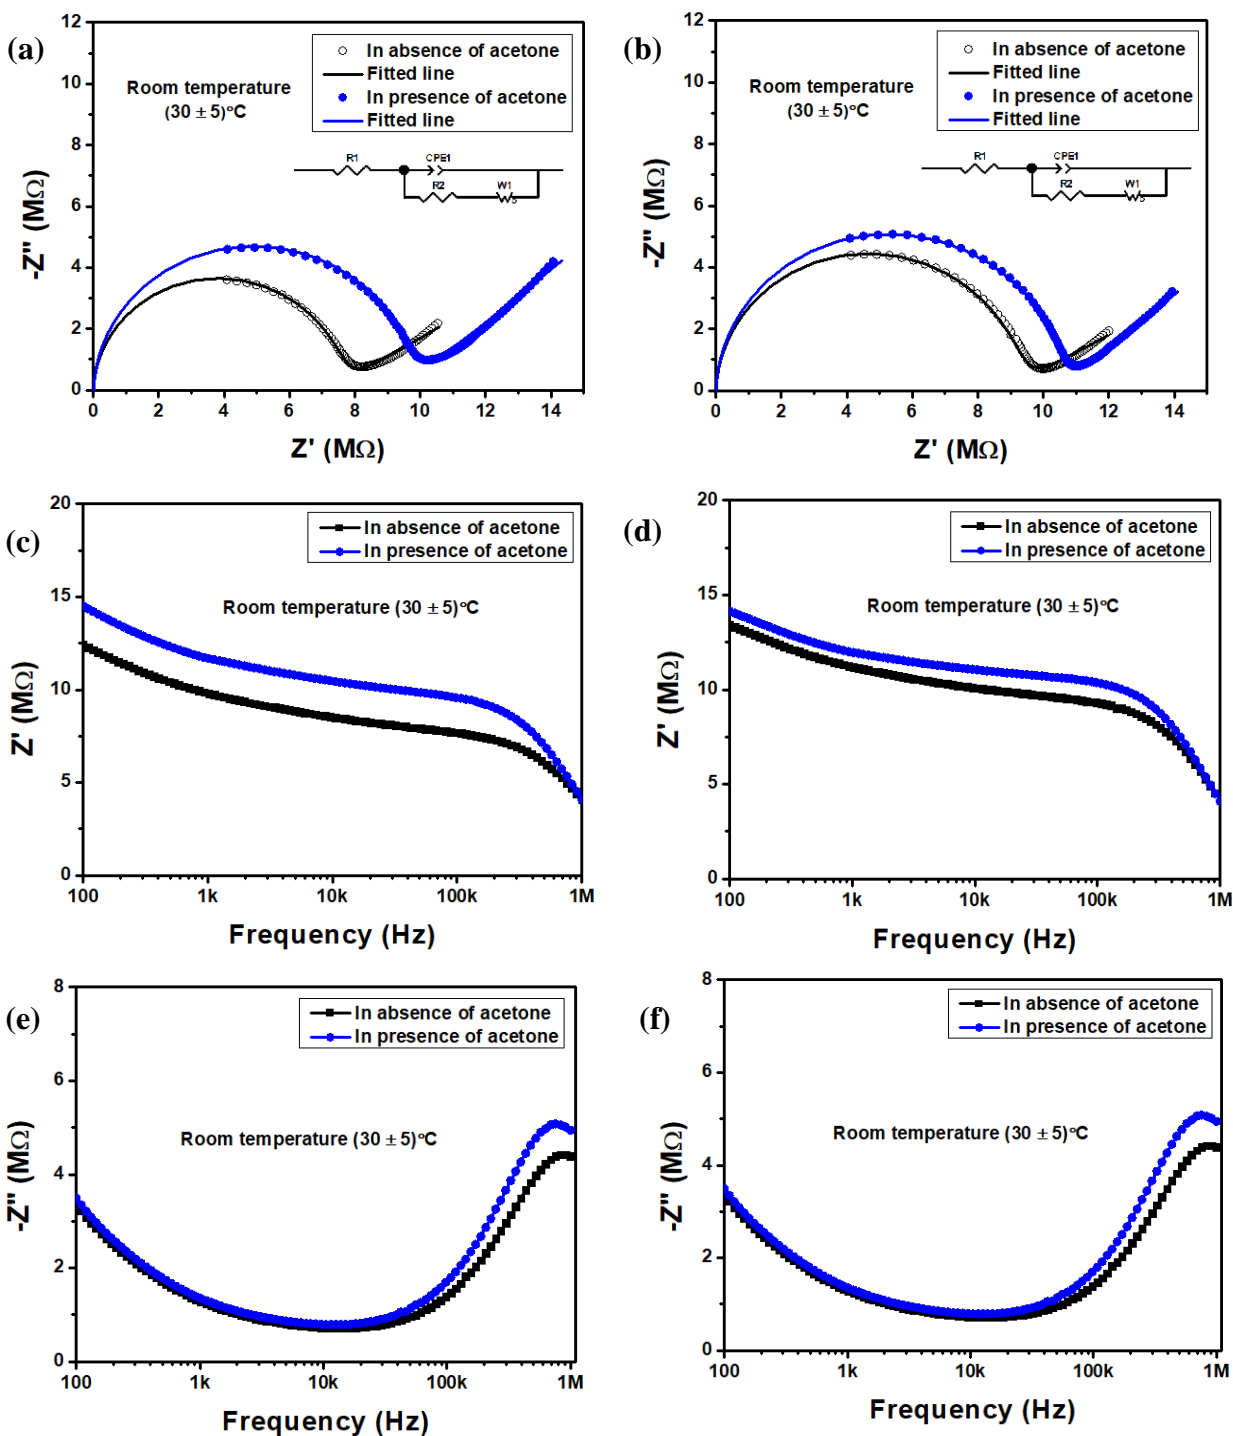 (a)
12
10
8
6
4
2
0
-Z" (MΩ)
In absence of acetone
Fitted line
In presence of acetone
Fitted line
Room temperature
(30 ± 5)°C
R1
CPE1
R2
W1
0 2 4 6 8 10 12 14
Z' (MΩ)
(b)
12
10
8
6
4
2
0
-Z" (MΩ)
In absence of acetone
Fitted line
In presence of acetone
Fitted line
Room temperature
(30 ± 5)°C
R1
CPE1
R2
W1
0 2 4 6 8 10 12 14
Z' (MΩ)
(c)
20
15
10
5
0
Z' (MΩ)
In absence of acetone
In presence of acetone
Room temperature (30 ± 5)°C
100 1k 10k 100k 1M
Frequency (Hz)
(d)
20
15
10
5
0
Z' (MΩ)
In absence of acetone
In presence of acetone
Room temperature (30 ± 5)°C
100 1k 10k 100k 1M
Frequency (Hz)
(e)
8
6
4
2
0
-Z" (MΩ)
In absence of acetone
In presence of acetone
Room temperature (30 ± 5)°C
100 1k 10k 100k 1M
Frequency (Hz)
(f)
8
6
4
2
0
-Z" (MΩ)
In absence of acetone
In presence of acetone
Room temperature (30 ± 5)°C
100 1k 10k 100k 1M
Frequency (Hz)